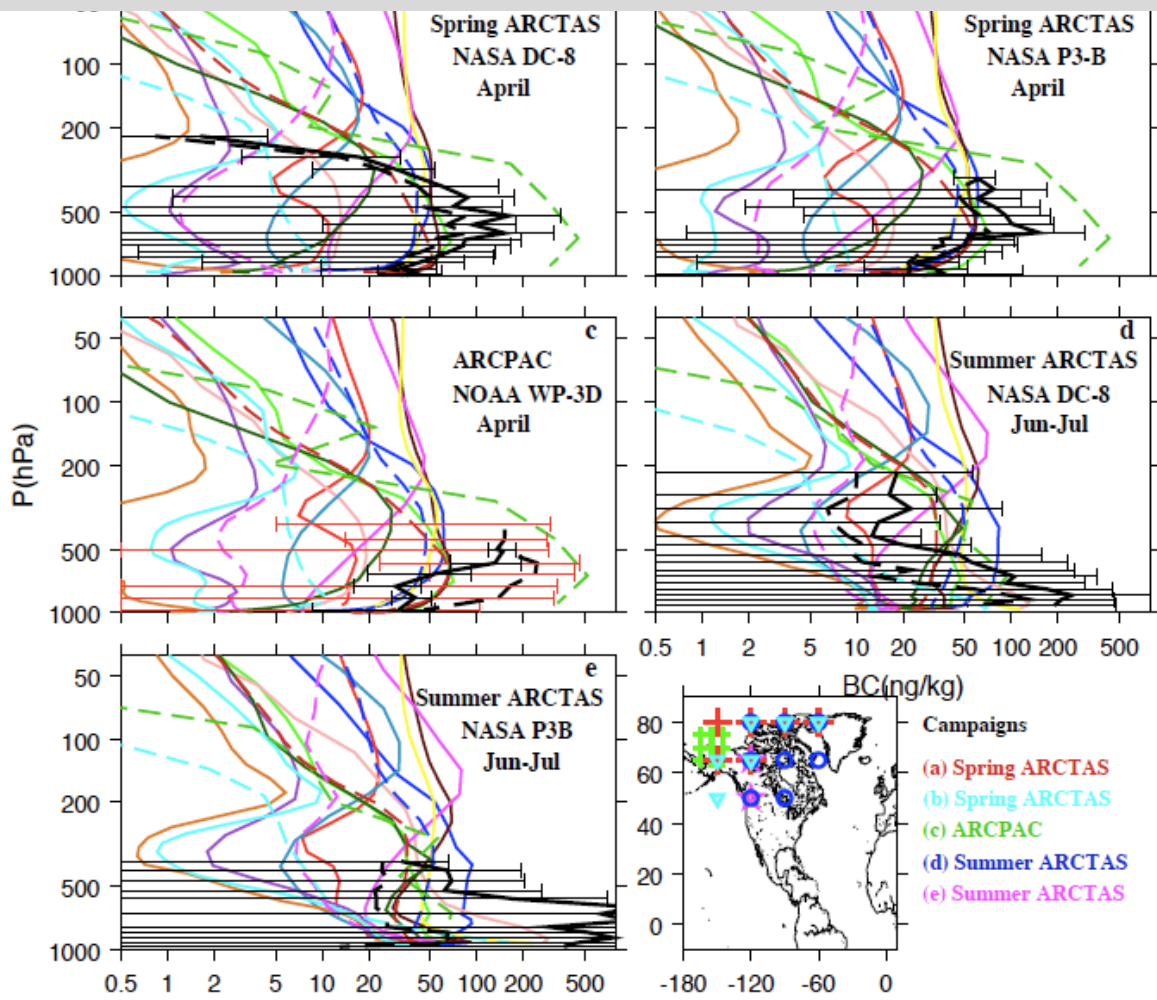 Spring ARCTAS
NASA DC-8
April
100
200
500
1000
Spring ARCTAS
NASA P3-B
April
c
ARCPAC
NOAA WP-3D
April
50
100
200
500
1000
P(hPa)
d
Summer ARCTAS
NASA DC-8
Jun-Jul
0.5 1 2 5 10 20 50 100 500
BC(ng/kg)
e
Summer ARCTAS
NASA P3B
Jun-Jul
50
100
200
500
1000
0.5 1 2 5 10 20 50 100 200 500
80
60
40
20
0
-180 -120 -60 0
Campaigns
(a) Spring ARCTAS
(b) Spring ARCTAS
(c) ARCPAC
(d) Summer ARCTAS
(e) Summer ARCTAS